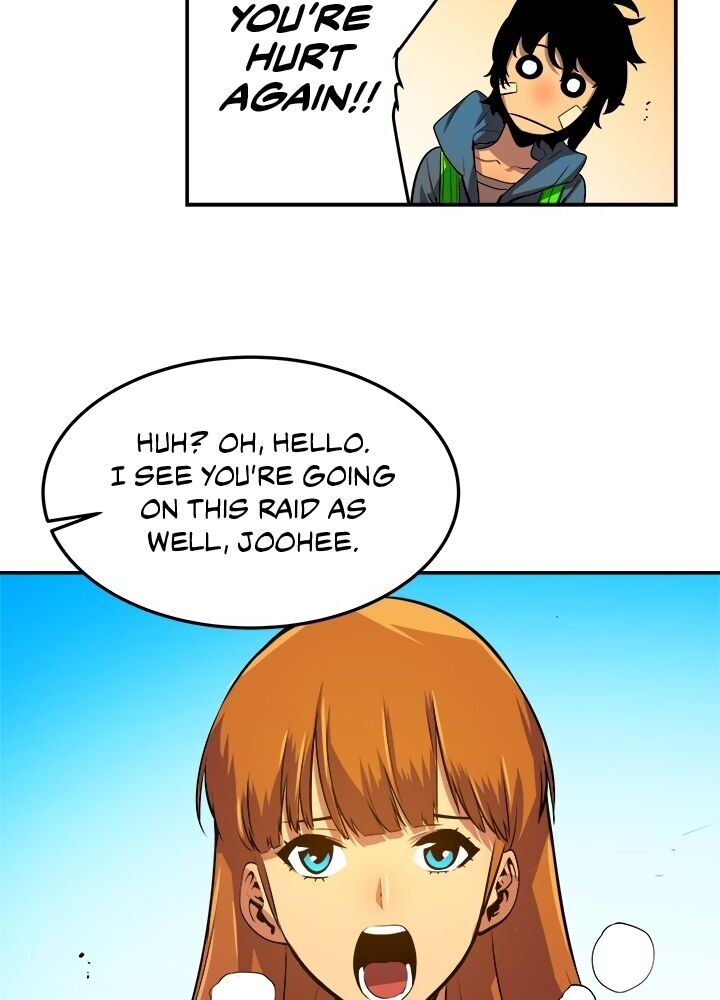 YOU'RE
HURT
AGAIN!!
HUH? OH, HELLO.
I SEE YOU'RE GOING
ON THIS RAID AS
WELL, JOOHEE.